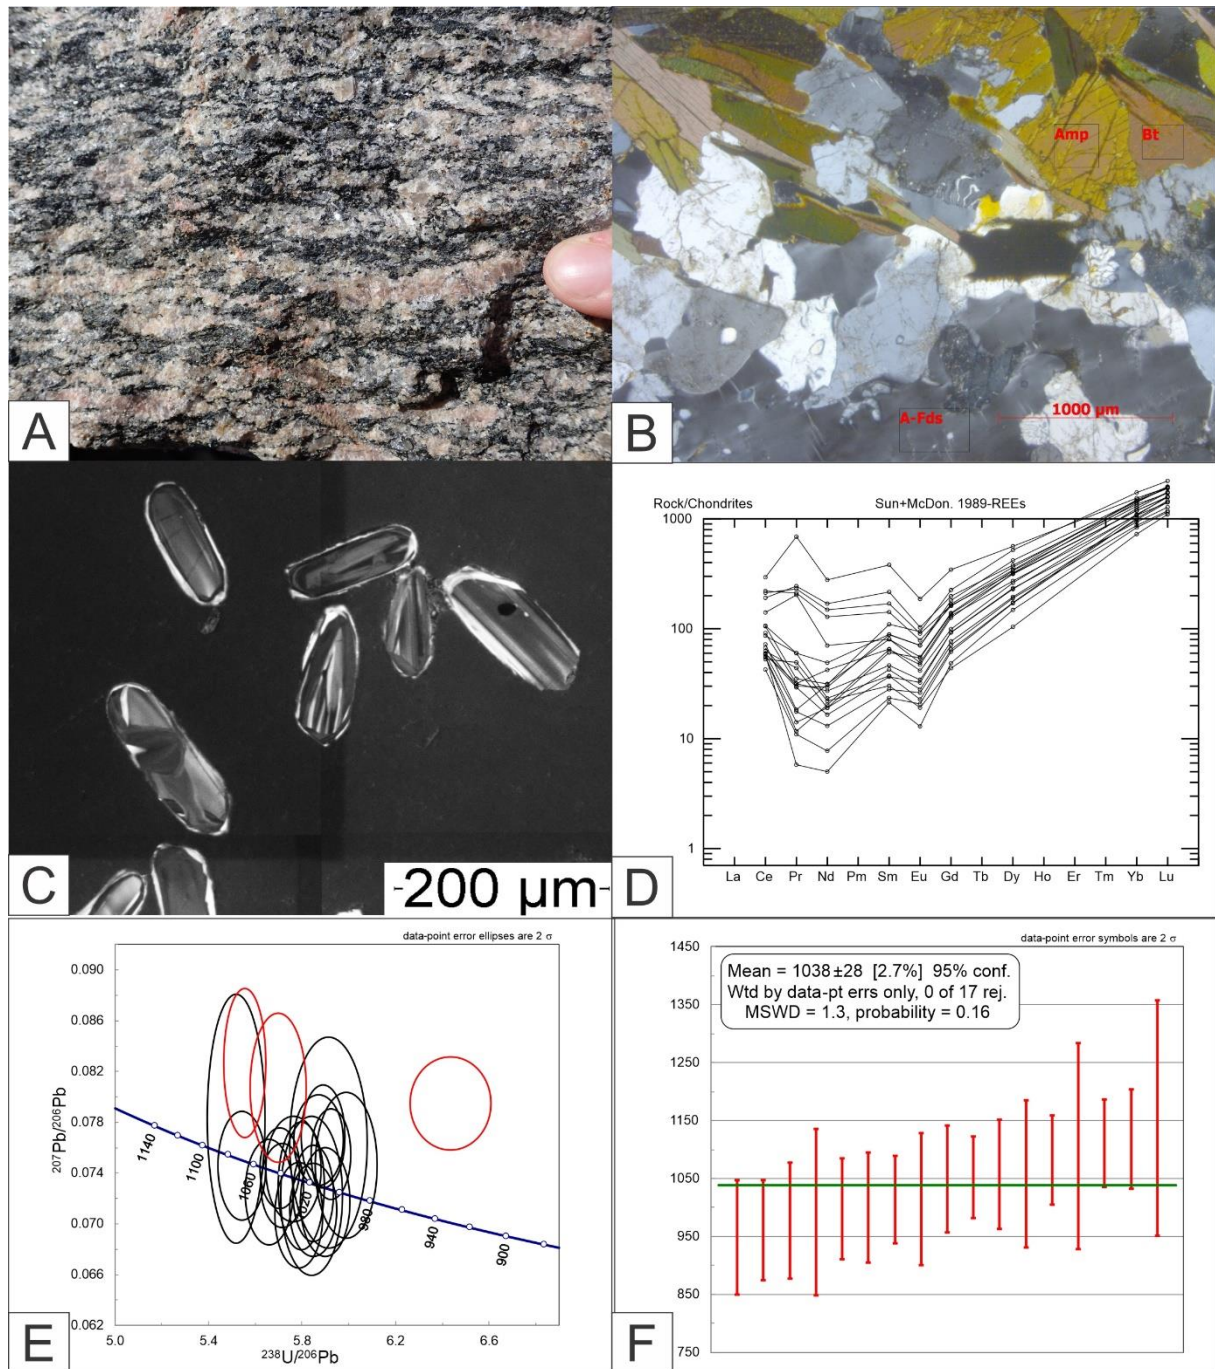 A
Amp
Bt
A-Fds
1000 µm
B
200 µm
C
Rock/Chondrites
Sun+McDon. 1989-REEs
1000
100
10
1
La Ce Pr Nd Pm Sm Eu Gd Tb Dy Ho Er Tm Yb Lu
D
data-point error ellipses are 2 σ
0.090
0.086
0.082
0.078
0.074
0.070
0.066
0.062
207Pb/206Pb
1140
1100
1060
1020
980
940
900
5.0 5.4 5.8 6.2 6.6
238U/206Pb
E
data-point error symbols are 2 σ
Mean = 1038±28 [2.7%] 95% conf.
Wtd by data-pt errs only, 0 of 17 rej.
MSWD = 1.3, probability = 0.16
1450
1350
1250
1150
1050
950
850
750
F